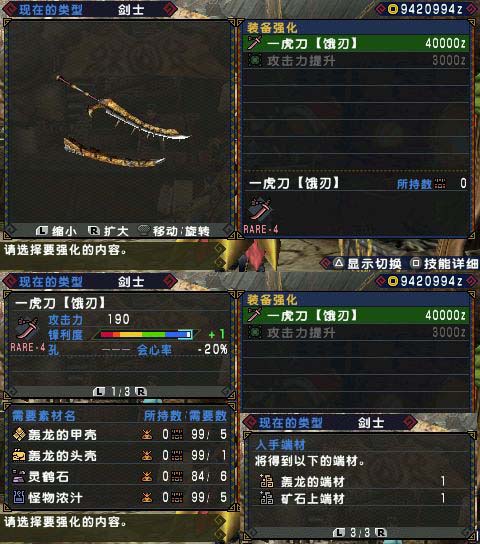 现在的类型 剑士
9420994z
装备强化
一虎刀【饿刃】 40000z
攻击力提升 3000z
一虎刀【饿刃】 所持数 0
RARE-4
L 缩小 R 扩大 移动/旋转
请选择要强化的内容。
△显示切换 □技能详细
现在的类型 剑士
9420994z
一虎刀【饿刃】
攻击力 190
锋利度 +1
RARE-4
孔 --- 会心率 -20%
L 1/3 R
装备强化
一虎刀【饿刃】 40000z
攻击力提升 3000z
需要素材名 所持数/需要数
轰龙的甲壳 0 99/ 5
轰龙的头壳 0 99/ 1
灵鹤石 0 84/ 6
怪物浓汁 0 99/ 5
请选择要强化的内容。
现在的类型 剑士
入手端材
将得到以下的端材。
轰龙的端材 1
矿石上端材 1
L 3/3 R